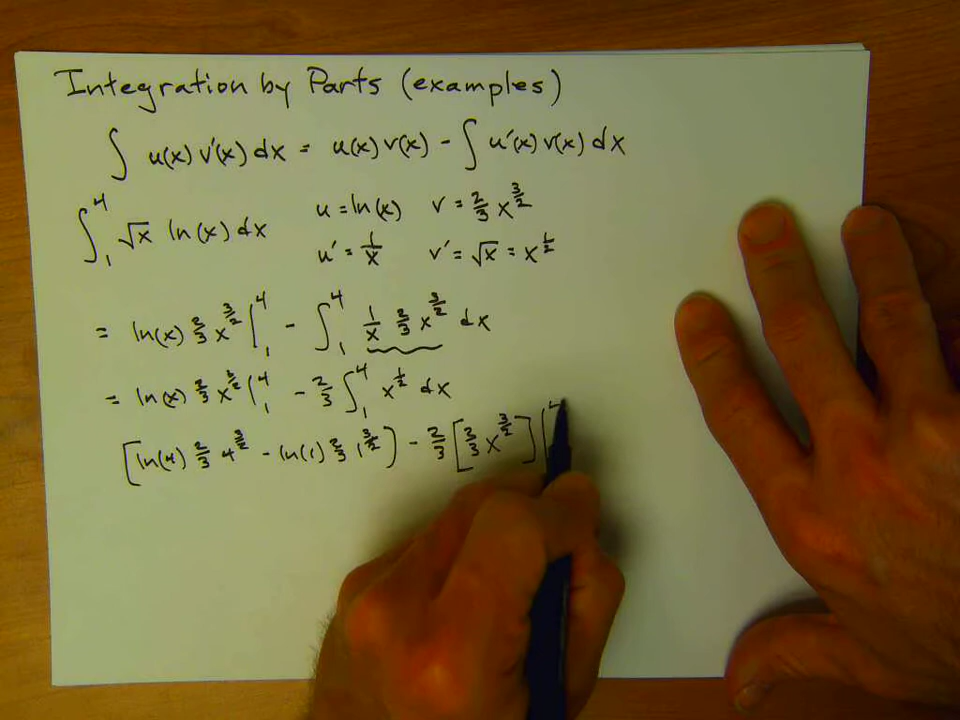 Integration by Parts (examples)
∫ u(x) v'(x) dx = u(x) v(x) - ∫ u'(x) v(x) dx
∫₁⁴ √x ln(x) dx   u = ln(x)   v = 2/3 x^(3/2)
u' = 1/x   v' = √x = x^(1/2)
= ln(x) 2/3 x^(3/2) |₁⁴ - ∫₁⁴ 1/x 2/3 x^(3/2) dx
= ln(x) 2/3 x^(3/2) |₁⁴ - 2/3 ∫₁⁴ x^(1/2) dx
[ln(4) 2/3 4^(3/2) - ln(1) 2/3 1^(3/2)] - 2/3 [2/3 x^(3/2)] |⁴